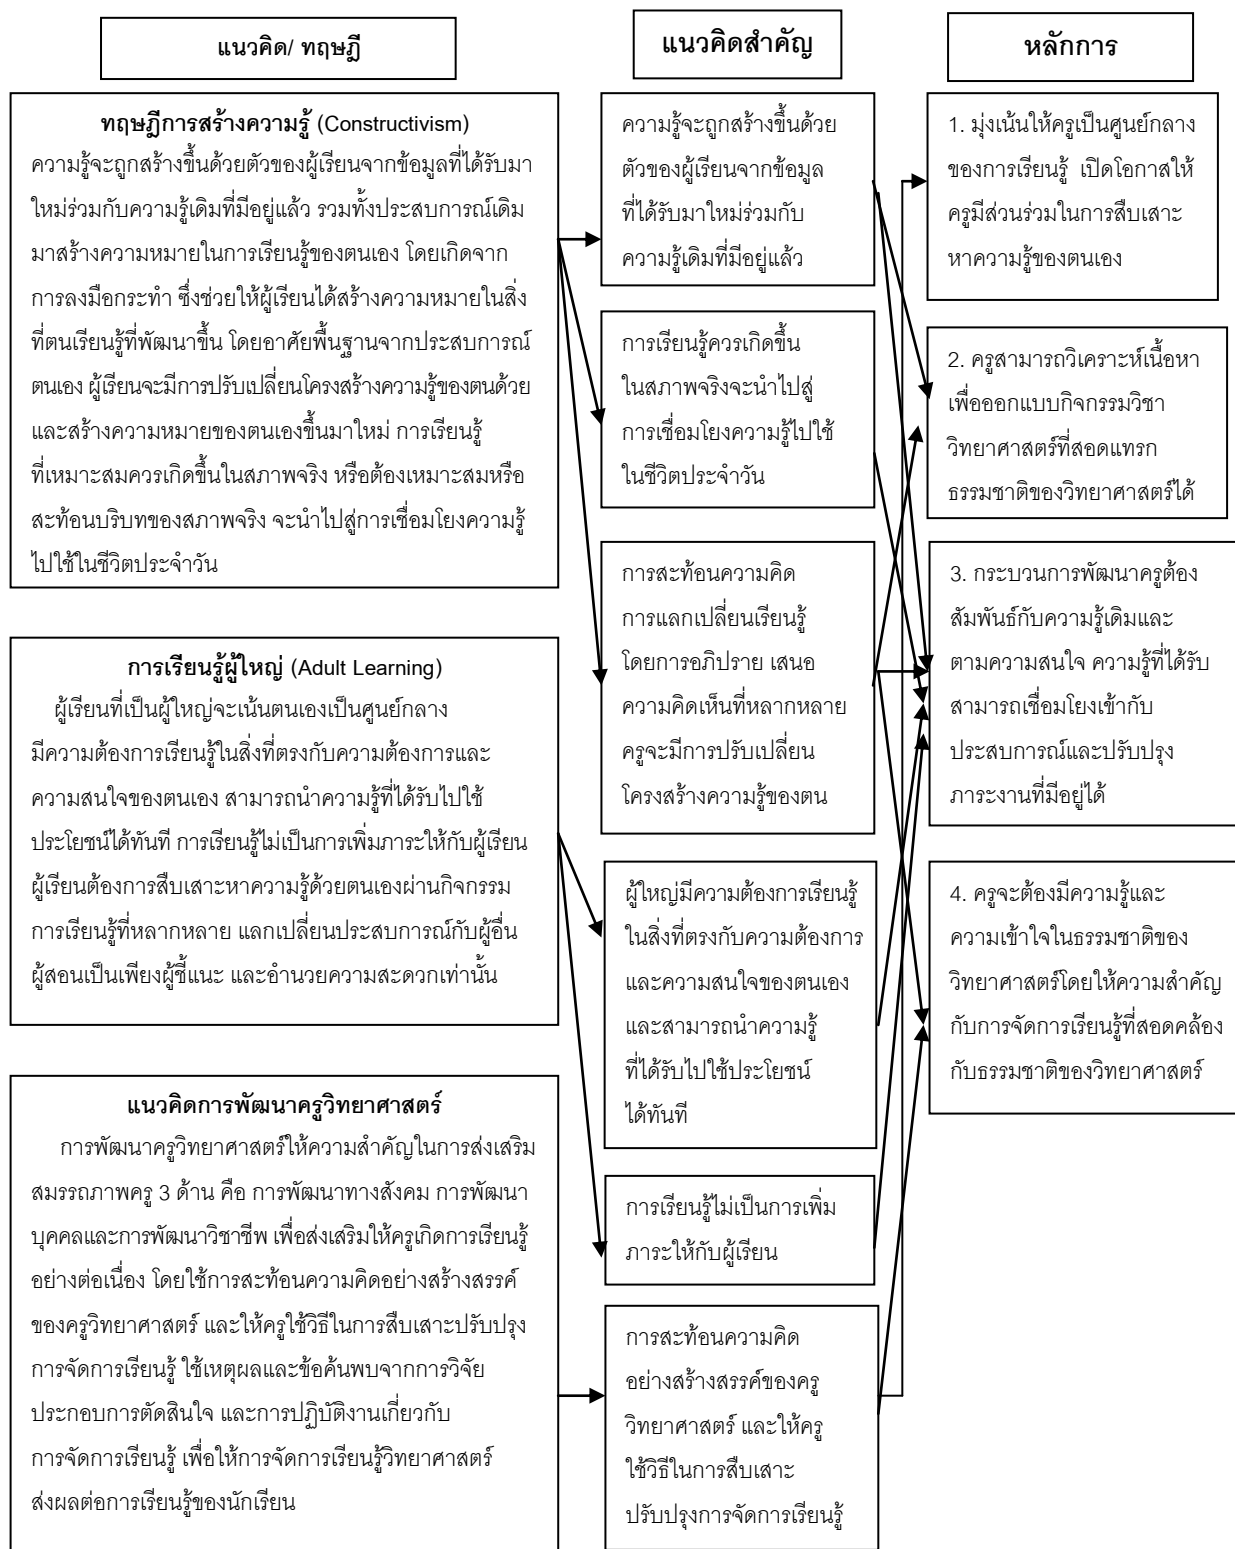 แนวคิด/ ทฤษฎี
แนวคิดสำคัญ
หลักการ
ทฤษฎีการสร้างความรู้ (Constructivism)
ความรู้จะถูกสร้างขึ้นด้วยตัวของผู้เรียนจากข้อมูลที่ได้รับมา
ใหม่ร่วมกับความรู้เดิมที่มีอยู่แล้ว รวมทั้งประสบการณ์เดิม
มาสร้างความหมายในการเรียนรู้ของตนเอง โดยเกิดจาก
การลงมือกระทำ ซึ่งช่วยให้ผู้เรียนได้สร้างความหมายในสิ่ง
ที่ตนเรียนรู้ที่พัฒนาขึ้น โดยอาศัยพื้นฐานจากประสบการณ์
ตนเอง ผู้เรียนจะมีการปรับเปลี่ยนโครงสร้างความรู้ของตนด้วย
และสร้างความหมายของตนเองขึ้นมาใหม่ การเรียนรู้
ที่เหมาะสมควรเกิดขึ้นในสภาพจริง หรือต้องเหมาะสมหรือ
สะท้อนบริบทของสภาพจริง จะนำไปสู่การเชื่อมโยงความรู้
ไปใช้ในชีวิตประจำวัน
การเรียนรู้ผู้ใหญ่ (Adult Learning)
ผู้เรียนที่เป็นผู้ใหญ่จะเน้นตนเองเป็นศูนย์กลาง
มีความต้องการเรียนรู้ในสิ่งที่ตรงกับความต้องการและ
ความสนใจของตนเอง สามารถนำความรู้ที่ได้รับไปใช้
ประโยชน์ได้ทันที การเรียนรู้ไม่เป็นการเพิ่มภาระให้กับผู้เรียน
ผู้เรียนต้องการสืบเสาะหาความรู้ด้วยตนเองผ่านกิจกรรม
การเรียนรู้ที่หลากหลาย แลกเปลี่ยนประสบการณ์กับผู้อื่น
ผู้สอนเป็นเพียงผู้ชี้แนะ และอำนวยความสะดวกเท่านั้น
แนวคิดการพัฒนาครูวิทยาศาสตร์
การพัฒนาครูวิทยาศาสตร์ให้ความสำคัญในการส่งเสริม
สมรรถภาพครู 3 ด้าน คือ การพัฒนาทางสังคม การพัฒนา
บุคคลและการพัฒนาวิชาชีพ เพื่อส่งเสริมให้ครูเกิดการเรียนรู้
อย่างต่อเนื่อง โดยใช้การสะท้อนความคิดอย่างสร้างสรรค์
ของครูวิทยาศาสตร์ และให้ครูใช้วิธีในการสืบเสาะปรับปรุง
การจัดการเรียนรู้ ใช้เหตุผลและข้อค้นพบจากการวิจัย
ประกอบการตัดสินใจ และการปฏิบัติงานเกี่ยวกับ
การจัดการเรียนรู้ เพื่อให้การจัดการเรียนรู้วิทยาศาสตร์
ส่งผลต่อการเรียนรู้ของนักเรียน
ความรู้จะถูกสร้างขึ้นด้วย
ตัวของผู้เรียนจากข้อมูล
ที่ได้รับมาใหม่ร่วมกับ
ความรู้เดิมที่มีอยู่แล้ว
การเรียนรู้ควรเกิดขึ้น
ในสภาพจริงจะนำไปสู่
การเชื่อมโยงความรู้ไปใช้
ในชีวิตประจำวัน
การสะท้อนความคิด
การแลกเปลี่ยนเรียนรู้
โดยการอภิปราย เสนอ
ความคิดเห็นที่หลากหลาย
ครูจะมีการปรับเปลี่ยน
โครงสร้างความรู้ของตน
ผู้ใหญ่มีความต้องการเรียนรู้
ในสิ่งที่ตรงกับความต้องการ
และความสนใจของตนเอง
และสามารถนำความรู้
ที่ได้รับไปใช้ประโยชน์
ได้ทันที
การเรียนรู้ไม่เป็นการเพิ่ม
ภาระให้กับผู้เรียน
การสะท้อนความคิด
อย่างสร้างสรรค์ของครู
วิทยาศาสตร์ และให้ครู
ใช้วิธีในการสืบเสาะ
ปรับปรุงการจัดการเรียนรู้
1. มุ่งเน้นให้ครูเป็นศูนย์กลาง
ของการเรียนรู้ เปิดโอกาสให้
ครูมีส่วนร่วมในการสืบเสาะ
หาความรู้ของตนเอง
2. ครูสามารถวิเคราะห์เนื้อหา
เพื่อออกแบบกิจกรรมวิชา
วิทยาศาสตร์ที่สอดแทรก
ธรรมชาติของวิทยาศาสตร์ได้
3. กระบวนการพัฒนาครูต้อง
สัมพันธ์กับความรู้เดิมและ
ตามความสนใจ ความรู้ที่ได้รับ
สามารถเชื่อมโยงเข้ากับ
ประสบการณ์และปรับปรุง
ภาระงานที่มีอยู่ได้
4. ครูจะต้องมีความรู้และ
ความเข้าใจในธรรมชาติของ
วิทยาศาสตร์โดยให้ความสำคัญ
กับการจัดการเรียนรู้ที่สอดคล้อง
กับธรรมชาติของวิทยาศาสตร์